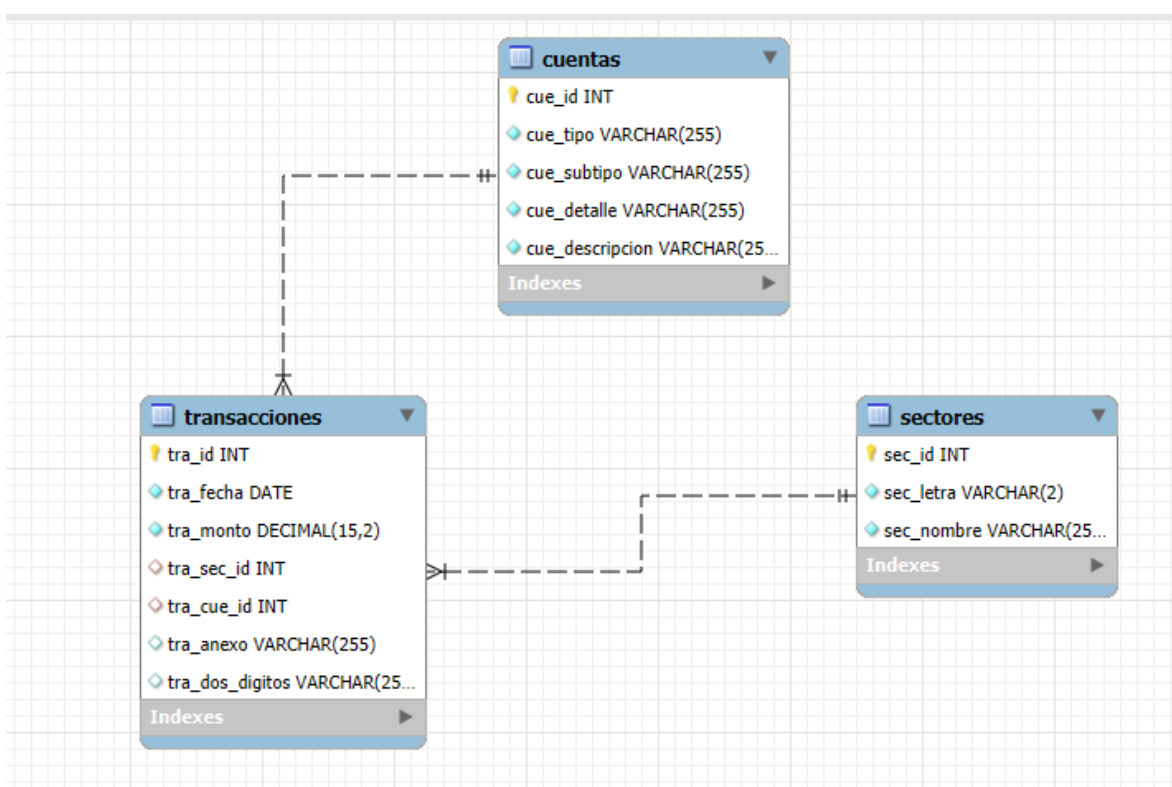 cuentas
cue_id INT
cue_tipo VARCHAR(255)
cue_subtipo VARCHAR(255)
cue_detalle VARCHAR(255)
cue_descripcion VARCHAR(25...
Indexes
transacciones
tra_id INT
tra_fecha DATE
tra_monto DECIMAL(15,2)
tra_sec_id INT
tra_cue_id INT
tra_anexo VARCHAR(255)
tra_dos_digitos VARCHAR(25...
Indexes
sectores
sec_id INT
sec_letra VARCHAR(2)
sec_nombre VARCHAR(25...
Indexes